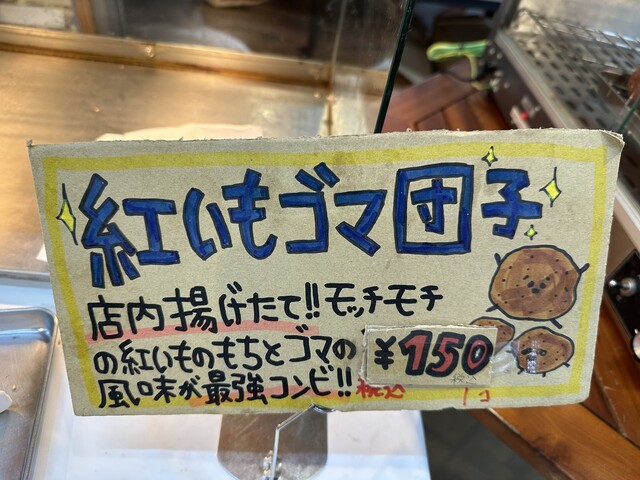 紅いもゴマ団子
店内揚げたて!!モッチモチ
の紅いものもちとゴマの
風味が最強コンビ!!
¥150
税込 1コ